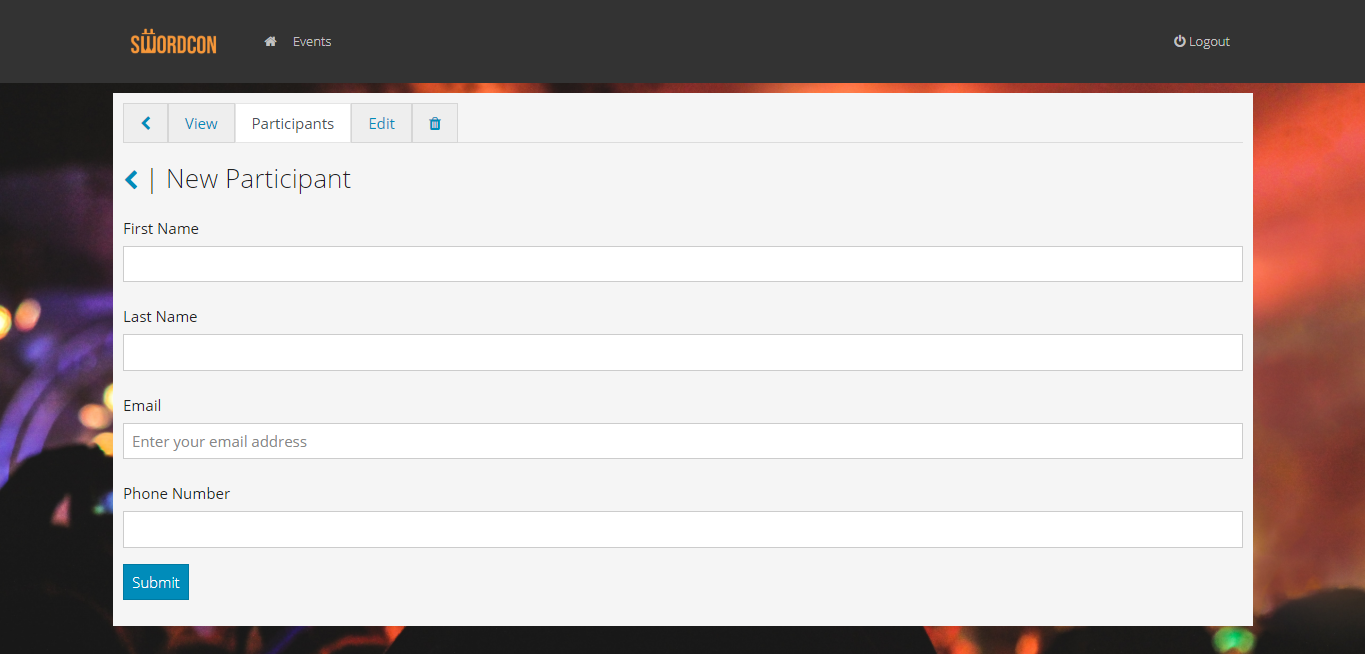 SWORDCON
Events
Logout
View
Participants
Edit
New Participant
First Name
Last Name
Email
Enter your email address
Phone Number
Submit